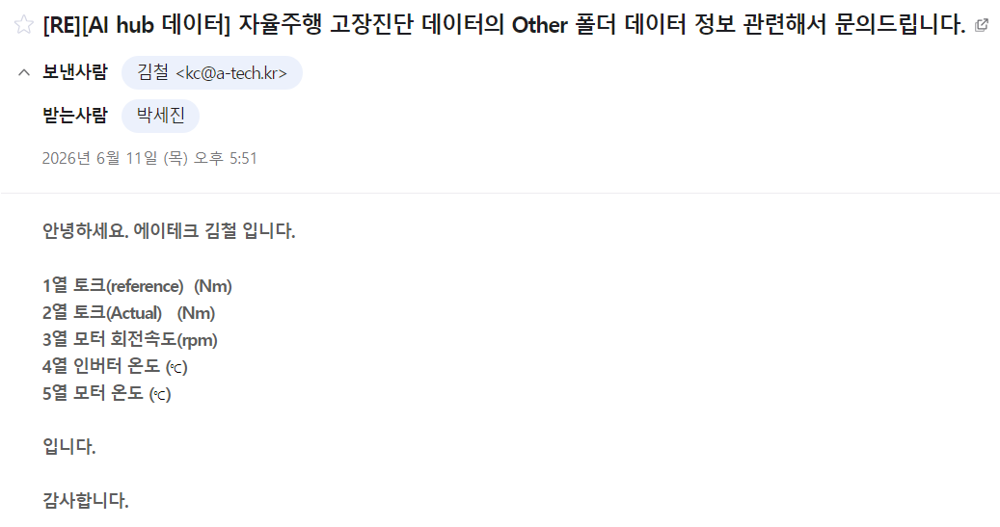 [RE][AI hub 데이터] 자율주행 고장진단 데이터의 Other 폴더 데이터 정보 관련해서 문의드립니다.
보낸사람 김철 <kc@a-tech.kr>
받는사람 박세진
2026년 6월 11일 (목) 오후 5:51
안녕하세요. 에이테크 김철 입니다.
1열 토크(reference)  (Nm)
2열 토크(Actual)   (Nm)
3열 모터 회전속도(rpm)
4열 인버터 온도 (℃)
5열 모터 온도 (℃)
입니다.
감사합니다.